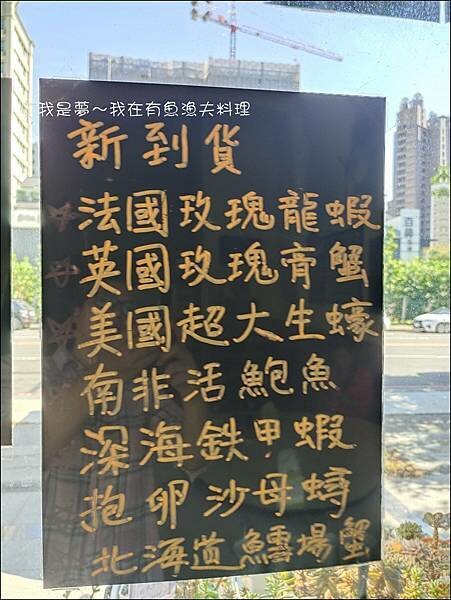 我是夢～我在有魚漁夫料理
新到貨
法國玫瑰龍蝦
英國玫瑰膏蟹
美國超大生蠔
南非活鮑魚
深海鉄甲蝦
抱卵沙母蟳
北海道鱈場蟹